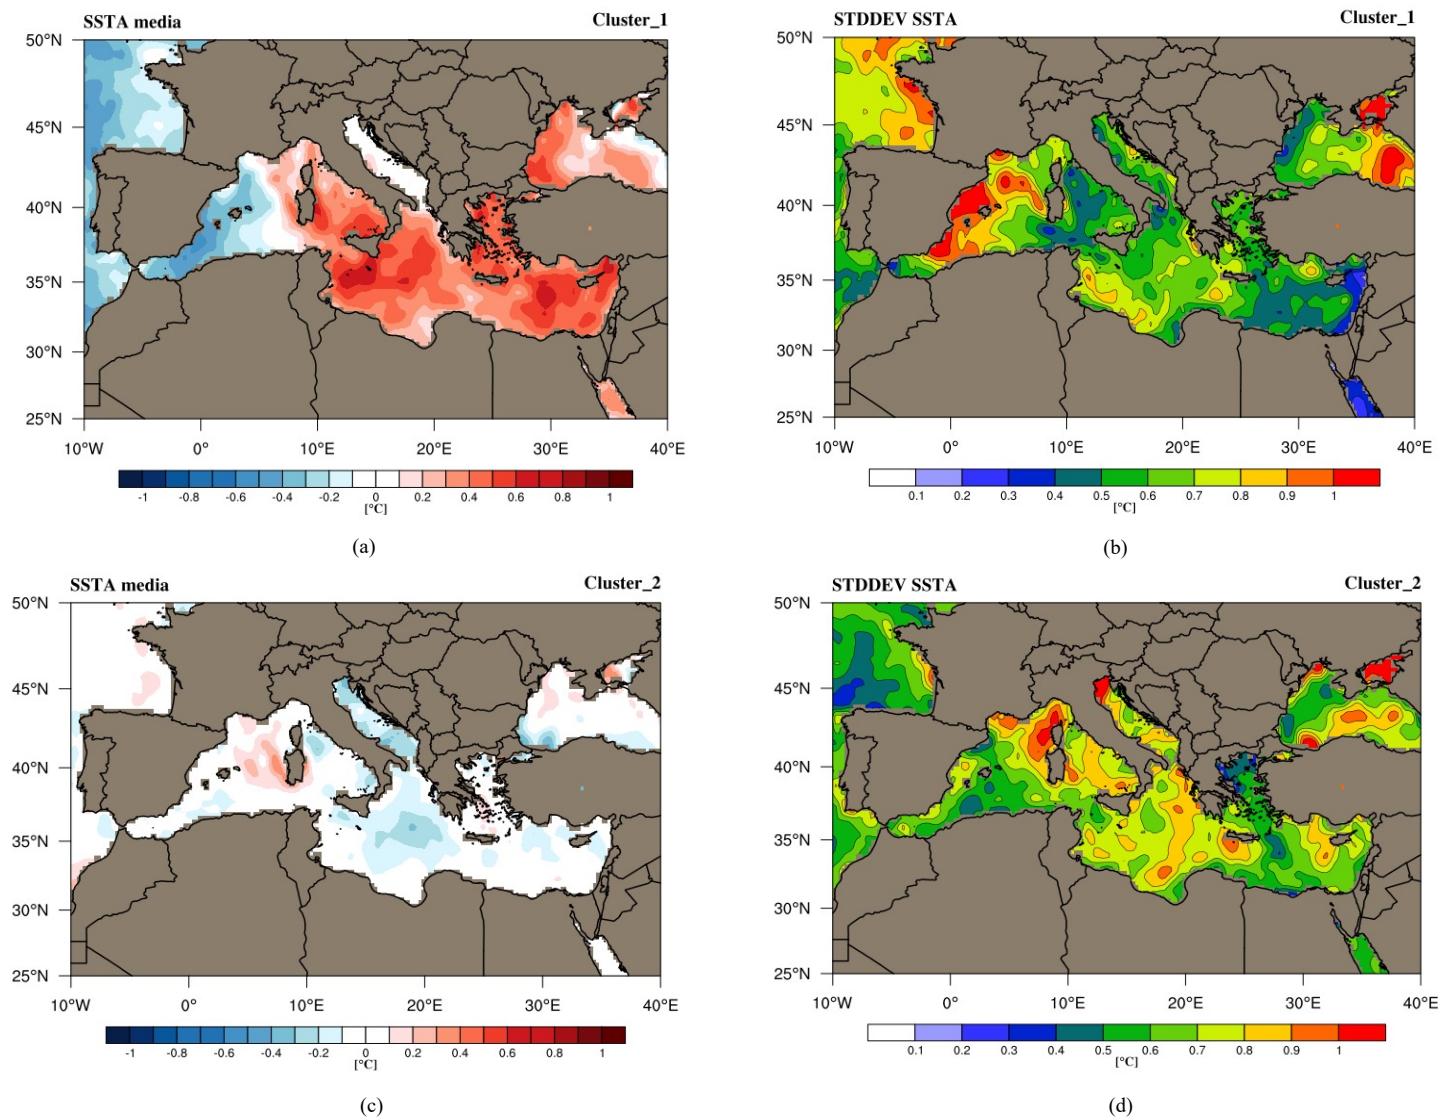 SSTA media Cluster_1
50°N
45°N
40°N
35°N
30°N
25°N
10°W 0° 10°E 20°E 30°E 40°E
-1 -0.8 -0.6 -0.4 -0.2 0 0.2 0.4 0.6 0.8 1
[°C]
(a)
STDDEV SSTA Cluster_1
50°N
45°N
40°N
35°N
30°N
25°N
10°W 0° 10°E 20°E 30°E 40°E
0.1 0.2 0.3 0.4 0.5 0.6 0.7 0.8 0.9 1
[°C]
(b)
SSTA media Cluster_2
50°N
45°N
40°N
35°N
30°N
25°N
10°W 0° 10°E 20°E 30°E 40°E
-1 -0.8 -0.6 -0.4 -0.2 0 0.2 0.4 0.6 0.8 1
[°C]
(c)
STDDEV SSTA Cluster_2
50°N
45°N
40°N
35°N
30°N
25°N
10°W 0° 10°E 20°E 30°E 40°E
0.1 0.2 0.3 0.4 0.5 0.6 0.7 0.8 0.9 1
[°C]
(d)